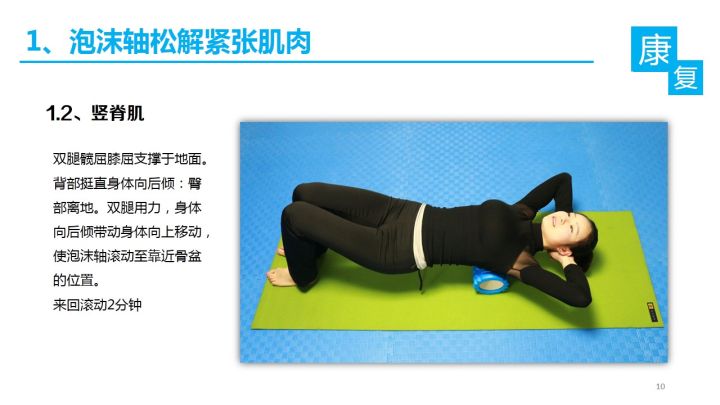 1、泡沫轴松解紧张肌肉
康
复
1.2、竖脊肌
双腿髋屈膝屈支撑于地面。
背部挺直身体向后倾：臀
部离地。双腿用力，身体
向后倾带动身体向上移动，
使泡沫轴滚动至靠近骨盆
的位置。
来回滚动2分钟
10